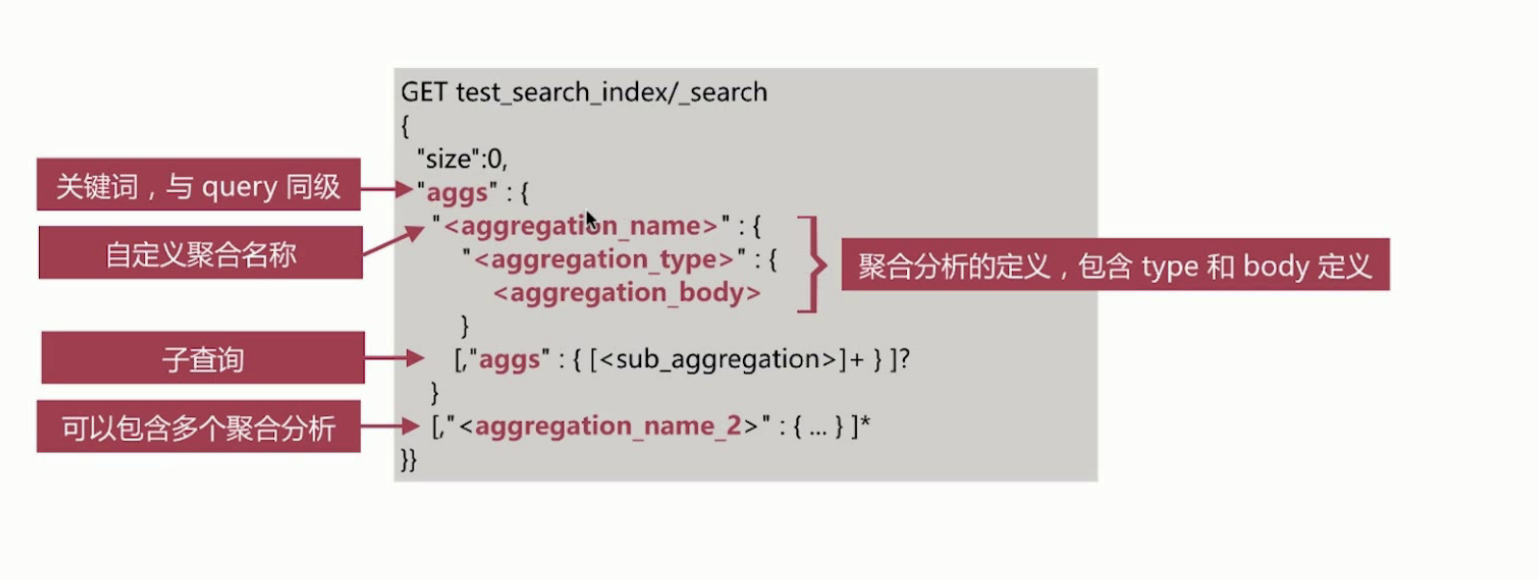 GET test_search_index/_search
{
"size":0,
关键词，与 query 同级
"aggs" : {
自定义聚合名称
"<aggregation_name>" : {
"<aggregation_type>" : {
聚合分析的定义，包含 type 和 body 定义
<aggregation_body>
}
子查询
[,"aggs" : { [<sub_aggregation>]+ } ]?
}
可以包含多个聚合分析
[,"<aggregation_name_2>" : { ... } ]*
}}